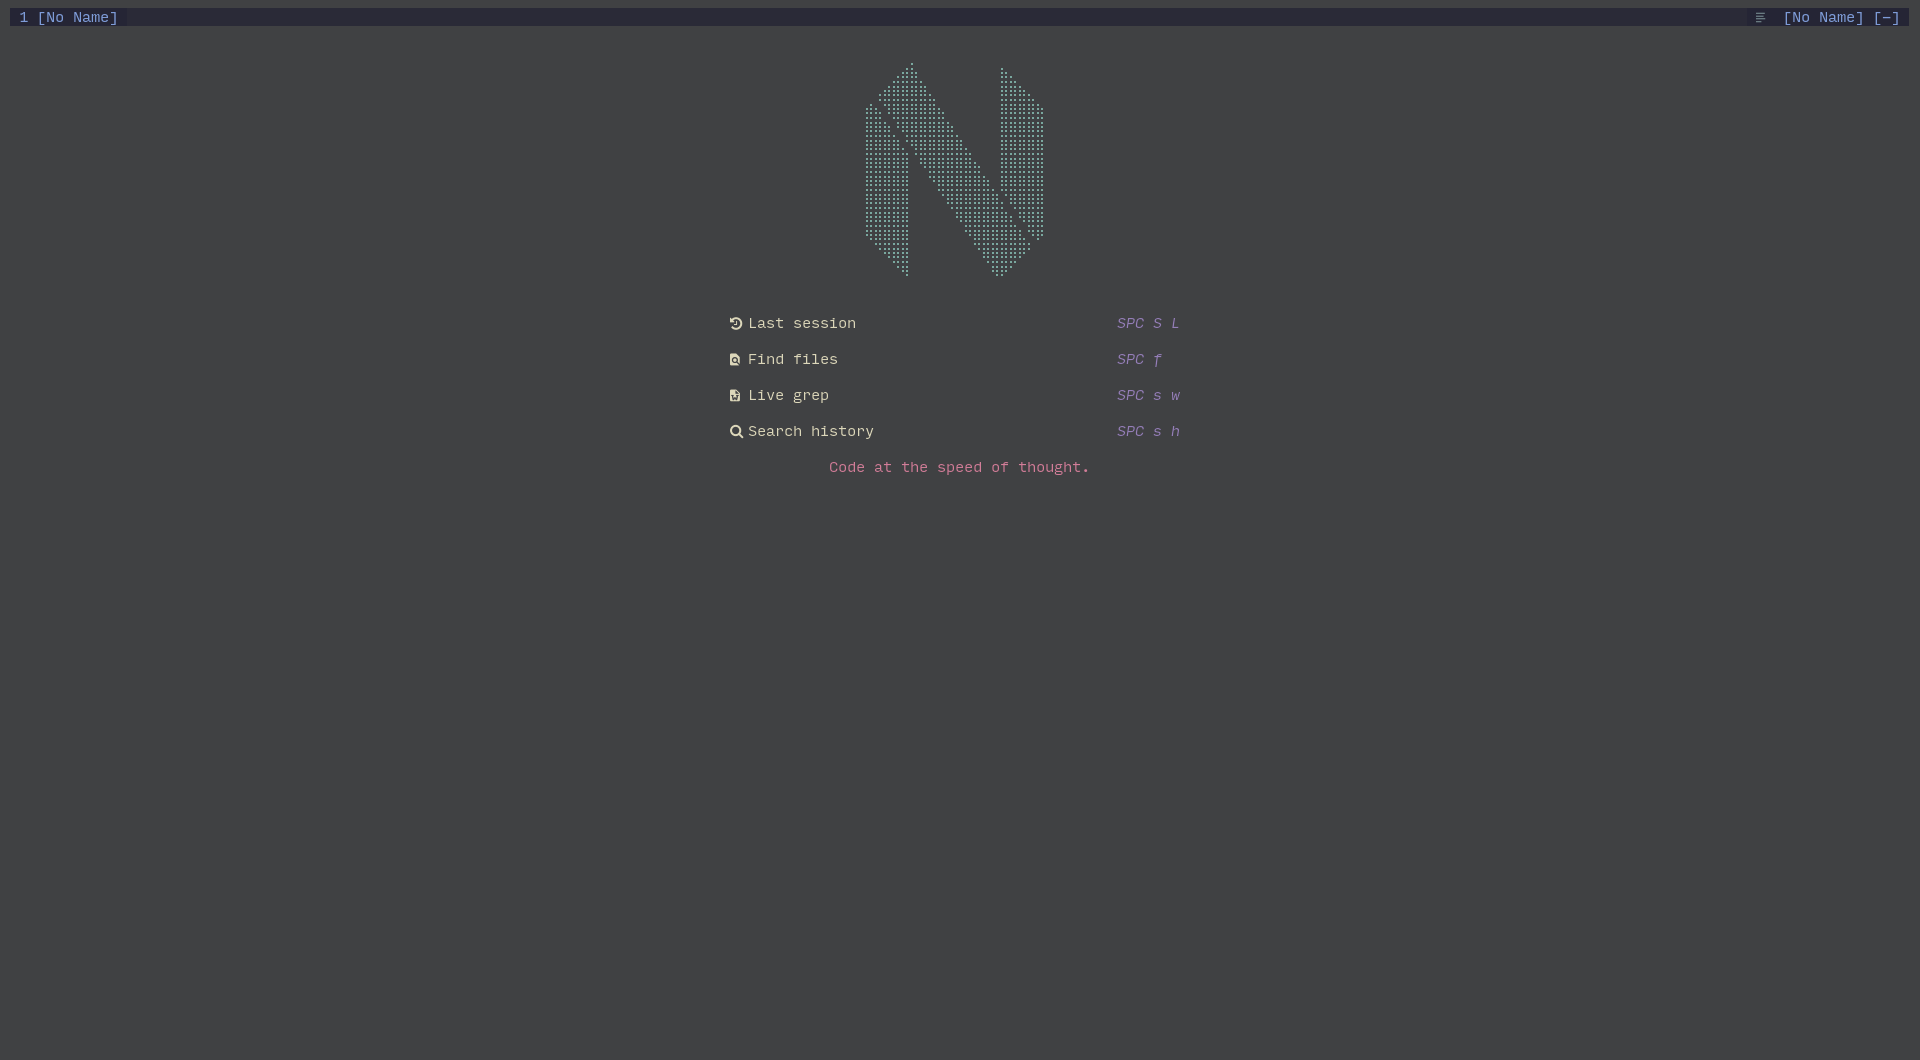 1 [No Name] [No Name] [-]
Last session SPC S L
Find files SPC f
Live grep SPC s w
Search history SPC s h
Code at the speed of thought.